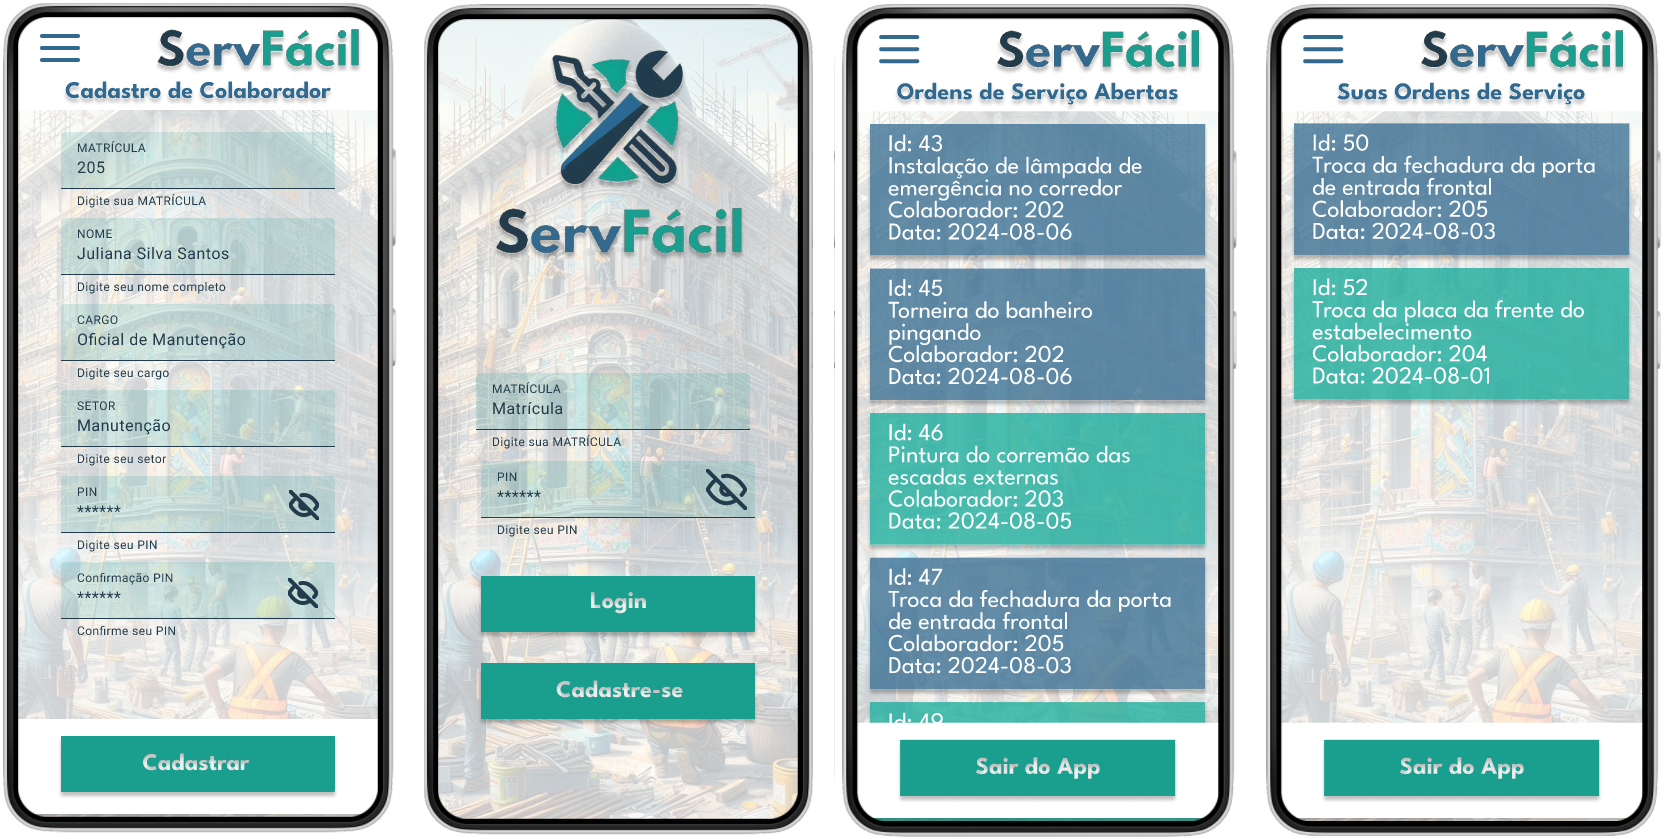 ServFácil
Cadastro de Colaborador
MATRÍCULA
205
Digite sua MATRÍCULA
NOME
Juliana Silva Santos
Digite seu nome completo
CARGO
Oficial de Manutenção
Digite seu cargo
SETOR
Manutenção
Digite seu setor
PIN
******
Digite seu PIN
Confirmação PIN
******
Confirme seu PIN
Cadastrar
ServFácil
MATRÍCULA
Matrícula
Digite sua MATRÍCULA
PIN
******
Digite seu PIN
Login
Cadastre-se
ServFácil
Ordens de Serviço Abertas
Id: 43
Instalação de lâmpada de
emergência no corredor
Colaborador: 202
Data: 2024-08-06
Id: 45
Torneira do banheiro
pingando
Colaborador: 202
Data: 2024-08-06
Id: 46
Pintura do corremão das
escadas externas
Colaborador: 203
Data: 2024-08-05
Id: 47
Troca da fechadura da porta
de entrada frontal
Colaborador: 205
Data: 2024-08-03
Id: 49
Sair do App
ServFácil
Suas Ordens de Serviço
Id: 50
Troca da fechadura da porta
de entrada frontal
Colaborador: 205
Data: 2024-08-03
Id: 52
Troca da placa da frente do
estabelecimento
Colaborador: 204
Data: 2024-08-01
Sair do App